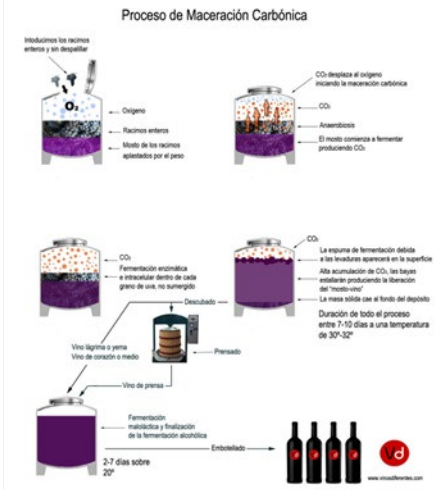 Proceso de Maceración Carbónica
Intoducimos los racimos
enteros y sin despalillar
O₂
Oxígeno
Racimos enteros
Mosto de los racimos
aplastados por el peso
CO₂ desplaza al oxígeno
iniciando la maceración carbónica
CO₂
Anaerobiosis
El mosto comienza a fermentar
produciendo CO₂
CO₂
Fermentación enzimática
e intracelular dentro de cada
grano de uva, no sumergido
CO₂
La espuma de fermentación debida
a las levaduras aparecerá en la superficie
Alta acumulación de CO₂, las bayas
estallarán produciendo la liberación
del "mosto-vino"
La masa sólida cae al fondo del depósito
Duración de todo el proceso
entre 7-10 días a una temperatura
de 30º-32º
Descubado
Prensado
Vino lágrima o yema
Vino de corazón o medio
Vino de prensa
Fermentación
maloláctica y finalización
de la fermentación alcohólica
2-7 días sobre
20º
Embotellado
Vd
www.vinosdiferentes.com